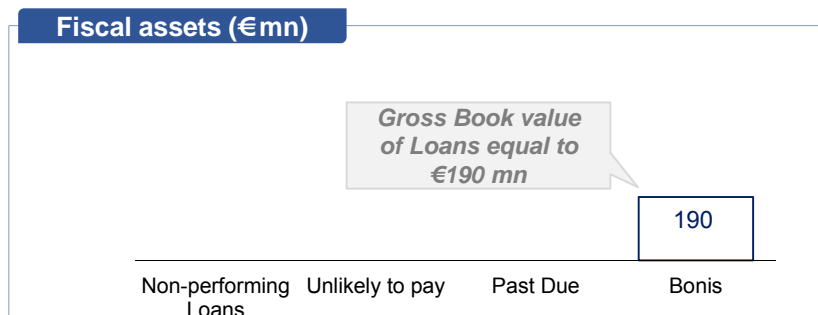 Fiscal assets (€mn)
Gross Book value
of Loans equal to
€190 mn
190
Non-performing Unlikely to pay Past Due Bonis
Loans